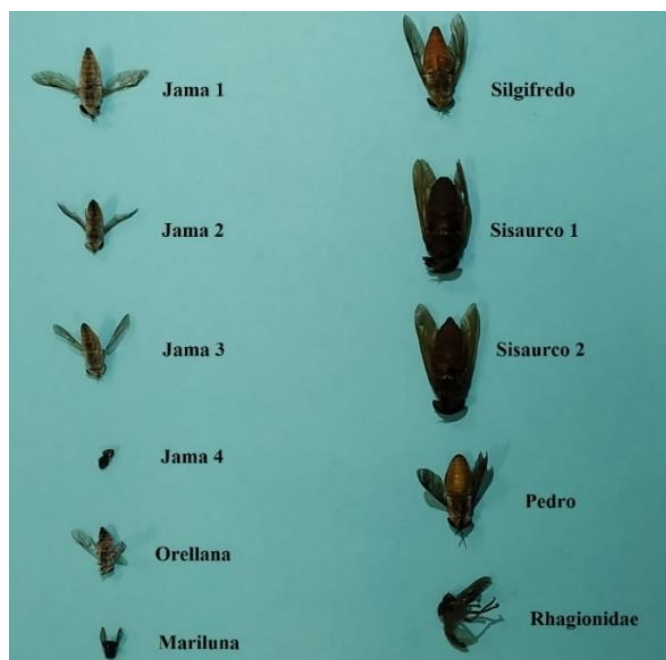 Jama 1
Jama 2
Jama 3
Jama 4
Orellana
Mariluna
Silgifredo
Sisaurco 1
Sisaurco 2
Pedro
Rhagionidae